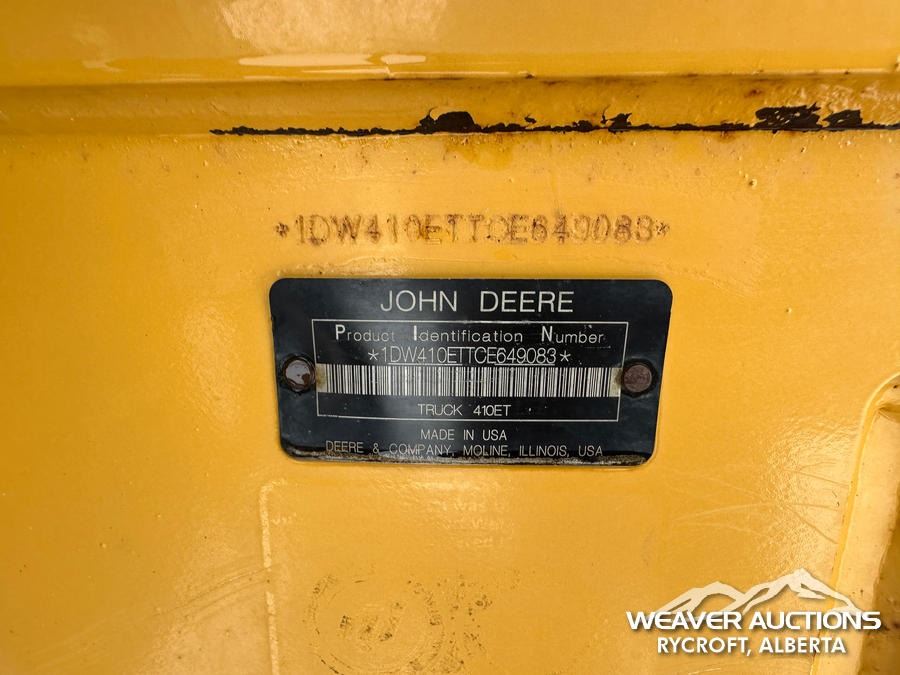 *1DW410ETTCE649083*
JOHN DEERE
Product Identification Number
*1DW410ETTCE649083*
TRUCK 410ET
MADE IN USA
DEERE & COMPANY, MOLINE, ILLINOIS, USA
WEAVER AUCTIONS
RYCROFT, ALBERTA